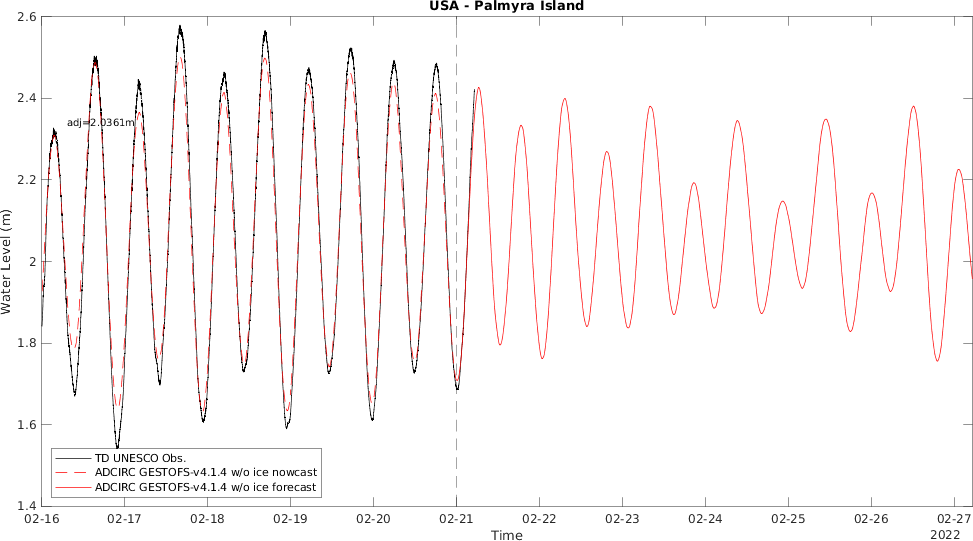 USA - Palmyra Island
2.6
2.4
2.2
2
1.8
1.6
1.4
Water Level (m)
adj=2.0361m
TD UNESCO Obs.
ADCIRC GESTOFS-v4.1.4 w/o ice nowcast
ADCIRC GESTOFS-v4.1.4 w/o ice forecast
02-16 02-17 02-18 02-19 02-20 02-21 02-22 02-23 02-24 02-25 02-26 02-27
Time
2022